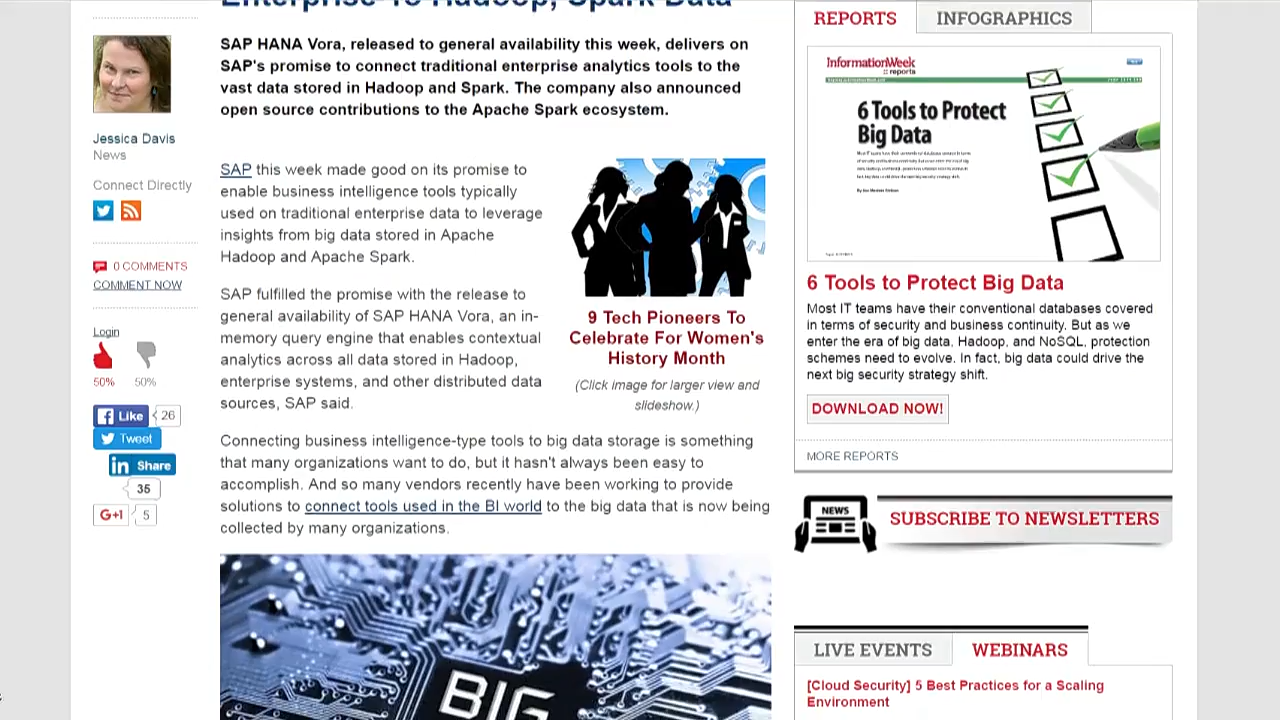 Enterprise To Hadoop, Spark Data
SAP HANA Vora, released to general availability this week, delivers on
SAP's promise to connect traditional enterprise analytics tools to the
vast data stored in Hadoop and Spark. The company also announced
open source contributions to the Apache Spark ecosystem.
Jessica Davis
News
Connect Directly
0 COMMENTS
COMMENT NOW
Login
50% 50%
Like 26
Tweet
Share
35
G+1 5
SAP this week made good on its promise to
enable business intelligence tools typically
used on traditional enterprise data to leverage
insights from big data stored in Apache
Hadoop and Apache Spark.
SAP fulfilled the promise with the release to
general availability of SAP HANA Vora, an in-
memory query engine that enables contextual
analytics across all data stored in Hadoop,
enterprise systems, and other distributed data
sources, SAP said.
9 Tech Pioneers To
Celebrate For Women's
History Month
(Click image for larger view and
slideshow.)
Connecting business intelligence-type tools to big data storage is something
that many organizations want to do, but it hasn't always been easy to
accomplish. And so many vendors recently have been working to provide
solutions to connect tools used in the BI world to the big data that is now being
collected by many organizations.
BIG
REPORTS INFOGRAPHICS
InformationWeek
:: reports
6 Tools to Protect
Big Data
6 Tools to Protect Big Data
Most IT teams have their conventional databases covered
in terms of security and business continuity. But as we
enter the era of big data, Hadoop, and NoSQL, protection
schemes need to evolve. In fact, big data could drive the
next big security strategy shift.
DOWNLOAD NOW!
MORE REPORTS
NEWS
SUBSCRIBE TO NEWSLETTERS
LIVE EVENTS WEBINARS
[Cloud Security] 5 Best Practices for a Scaling
Environment